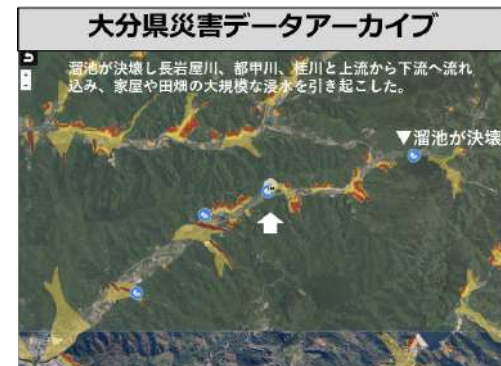 大分県災害データアーカイブ
溜池が決壊し長岩屋川、都甲川、桂川と上流から下流へ流れ
込み、家屋や田畑の大規模な浸水を引き起こした。
▼溜池が決壊